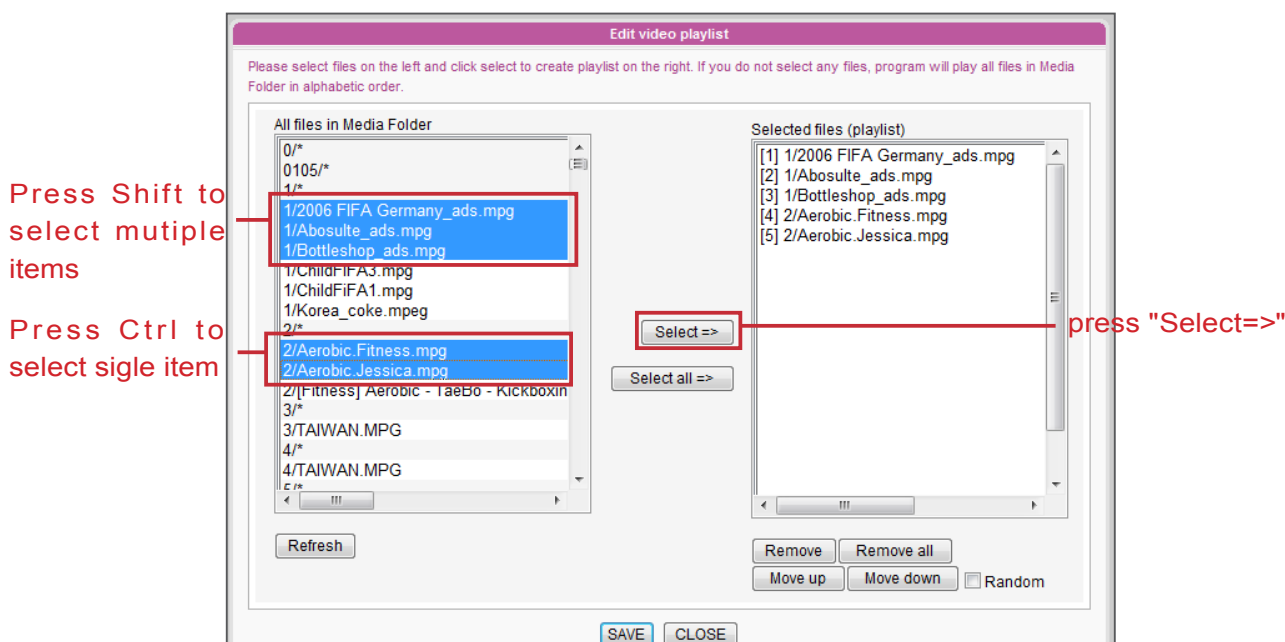 Edit video playlist
Please select files on the left and click select to create playlist on the right. If you do not select any files, program will play all files in Media
Folder in alphabetic order.
All files in Media Folder
0/*
0105/*
1/*
1/2006 FIFA Germany_ads.mpg
1/Abosulte_ads.mpg
1/Bottleshop_ads.mpg
1/ChildFIFA3.mpg
1/ChildFiFA1.mpg
1/Korea_coke.mpeg
2/*
2/Aerobic.Fitness.mpg
2/Aerobic.Jessica.mpg
2/[Fitness] Aerobic - TaeBo - Kickboxin
3/*
3/TAIWAN.MPG
4/*
4/TAIWAN.MPG
5/*
Refresh
Press Shift to
select mutiple
items
Press Ctrl to
select sigle item
Select =>
Select all =>
press "Select=>"
Selected files (playlist)
[1] 1/2006 FIFA Germany_ads.mpg
[2] 1/Abosulte_ads.mpg
[3] 1/Bottleshop_ads.mpg
[4] 2/Aerobic.Fitness.mpg
[5] 2/Aerobic.Jessica.mpg
Remove Remove all
Move up Move down Random
SAVE CLOSE